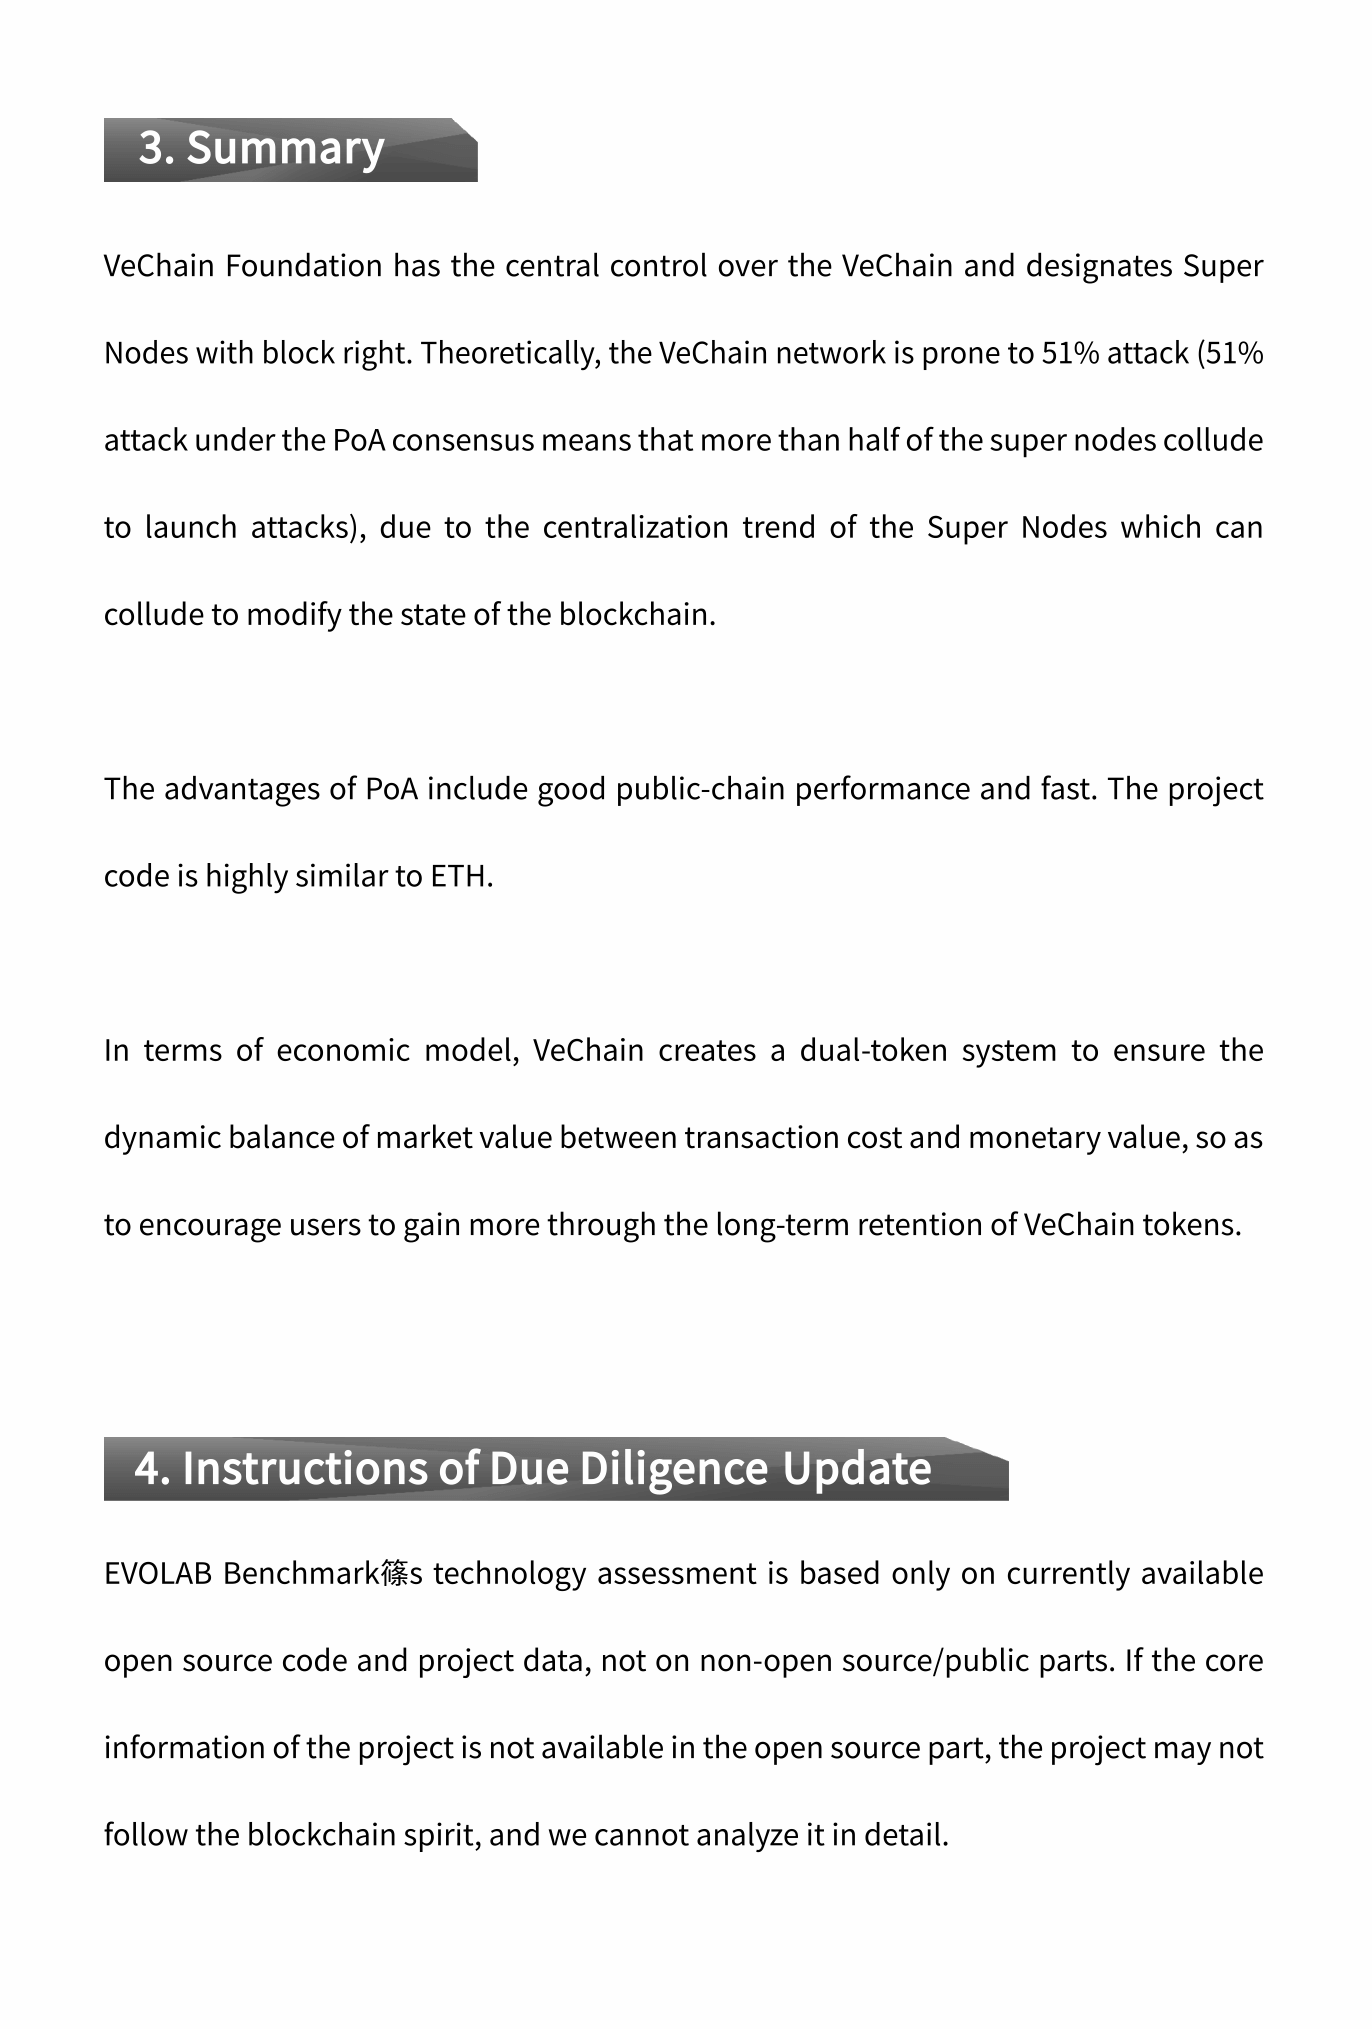 3. Summary
VeChain Foundation has the central control over the VeChain and designates Super
Nodes with block right. Theoretically, the VeChain network is prone to 51% attack (51%
attack under the PoA consensus means that more than half of the super nodes collude
to launch attacks), due to the centralization trend of the Super Nodes which can
collude to modify the state of the blockchain.
The advantages of PoA include good public-chain performance and fast. The project
code is highly similar to ETH.
In terms of economic model, VeChain creates a dual-token system to ensure the
dynamic balance of market value between transaction cost and monetary value, so as
to encourage users to gain more through the long-term retention of VeChain tokens.
4. Instructions of Due Diligence Update
EVOLAB Benchmark篠s technology assessment is based only on currently available
open source code and project data, not on non-open source/public parts. If the core
information of the project is not available in the open source part, the project may not
follow the blockchain spirit, and we cannot analyze it in detail.